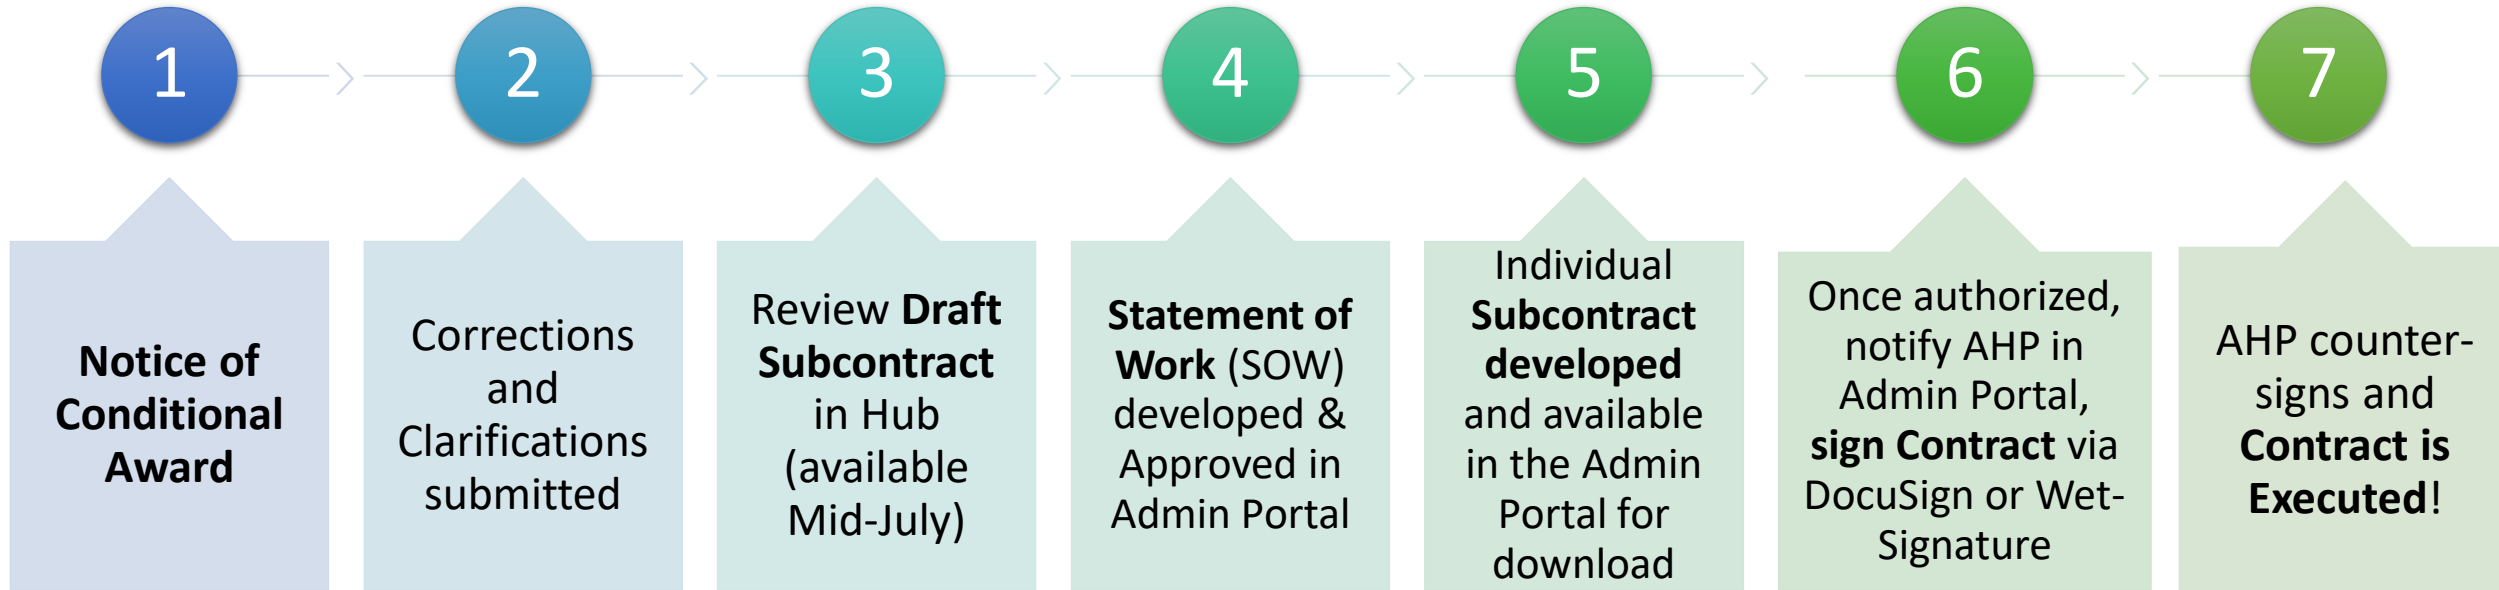 1
2
3
4
5
6
7
Notice of
Conditional
Award
Corrections
and
Clarifications
submitted
Review Draft
Subcontract
in Hub
(available
Mid-July)
Statement of
Work (SOW)
developed &
Approved in
Admin Portal
Individual
Subcontract
developed
and available
in the Admin
Portal for
download
Once authorized,
notify AHP in
Admin Portal,
sign Contract via
DocuSign or Wet-
Signature
AHP counter-
signs and
Contract is
Executed!